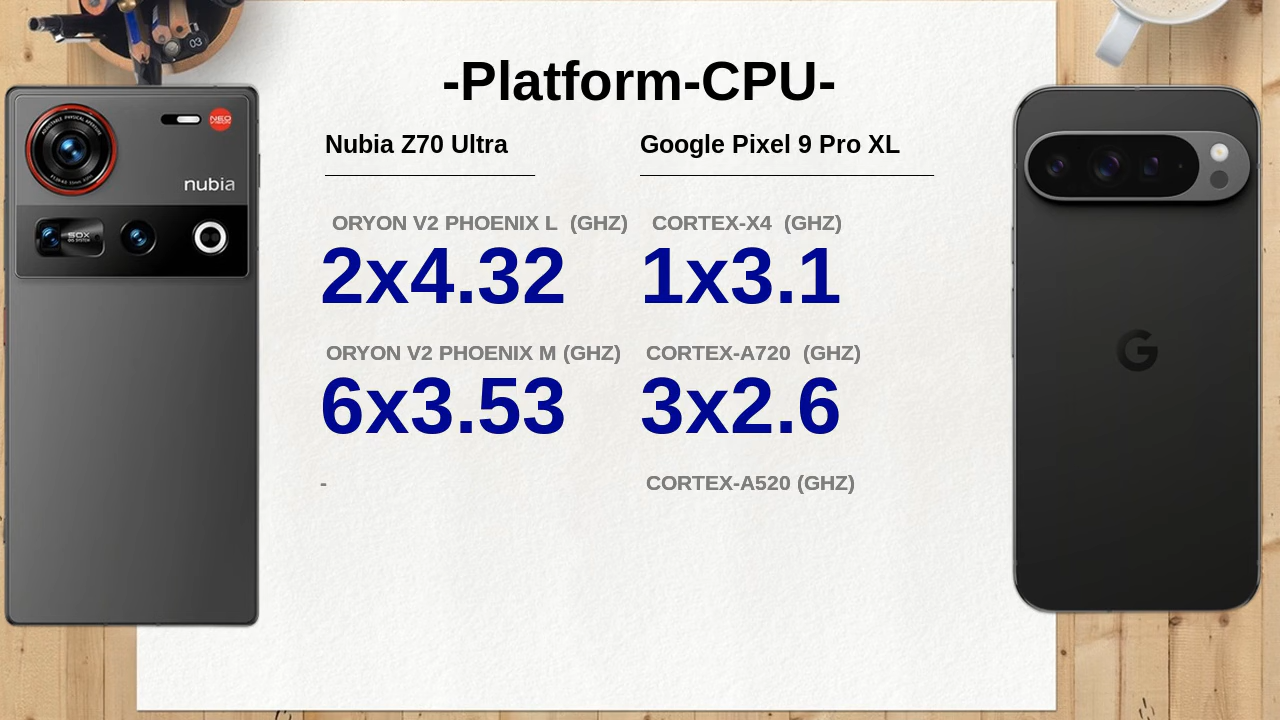 -Platform-CPU-
Nubia Z70 Ultra
Google Pixel 9 Pro XL
ORYON V2 PHOENIX L (GHZ)
CORTEX-X4 (GHZ)
2x4.32
1x3.1
ORYON V2 PHOENIX M (GHZ)
CORTEX-A720 (GHZ)
6x3.53
3x2.6
-
CORTEX-A520 (GHZ)
03
NEO
VISION
nubia
50X
G